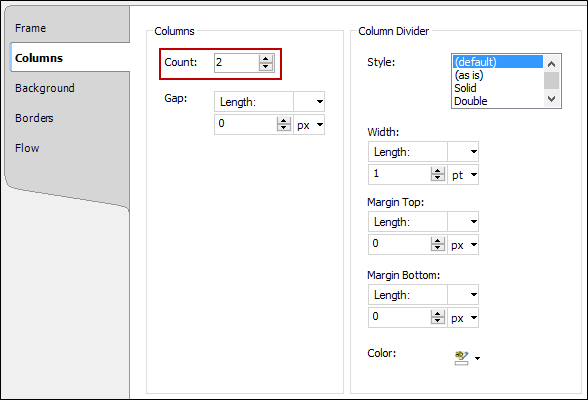 Frame
Columns
Background
Borders
Flow
Columns
Count: 2
Gap: Length:
0 px
Column Divider
Style: (default)
(as is)
Solid
Double
Width:
Length:
1 pt
Margin Top:
Length:
0 px
Margin Bottom:
Length:
0 px
Color: